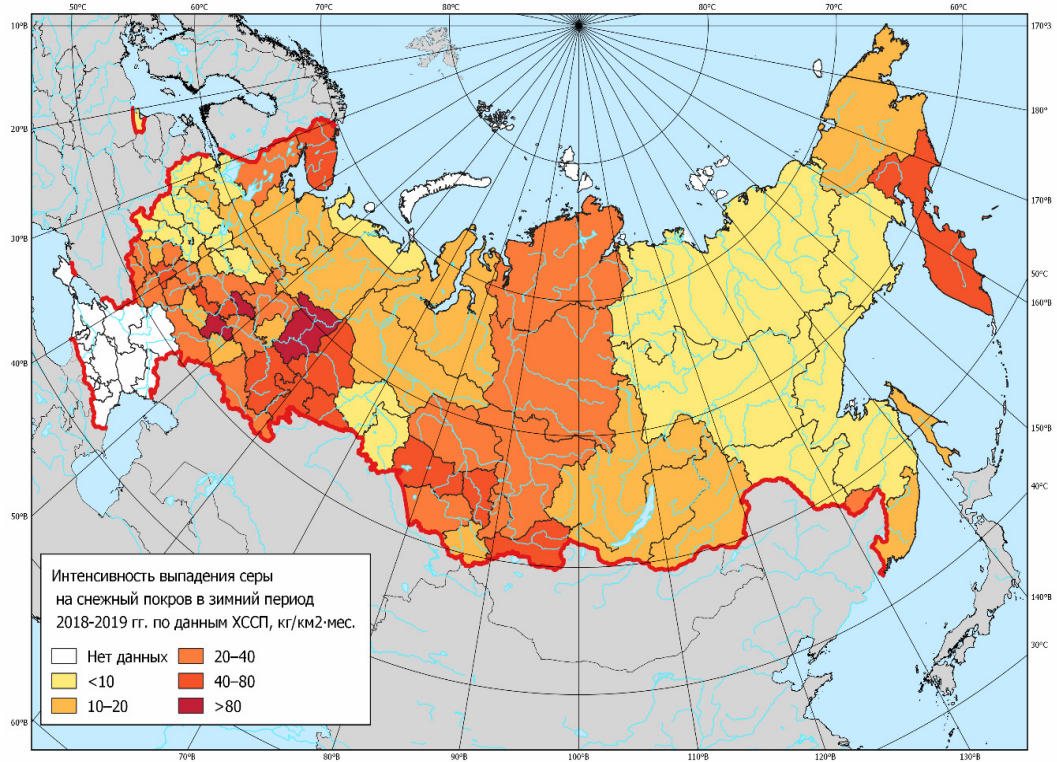 50°В 60°В 70°В 80°В 80°В 70°В 60°В
10°В 170°З
20°В 180°
30°В 170°В
40°В 50°С
160°В
50°В 150°В
40°С
60°В 140°В
30°С
Интенсивность выпадения серы
на снежный покров в зимний период
2018-2019 гг. по данным ХССП, кг/км2·мес.
Нет данных 20–40
<10 40–80
10–20 >80
70°В 80°В 90°В 100°В 110°В 120°В 130°В